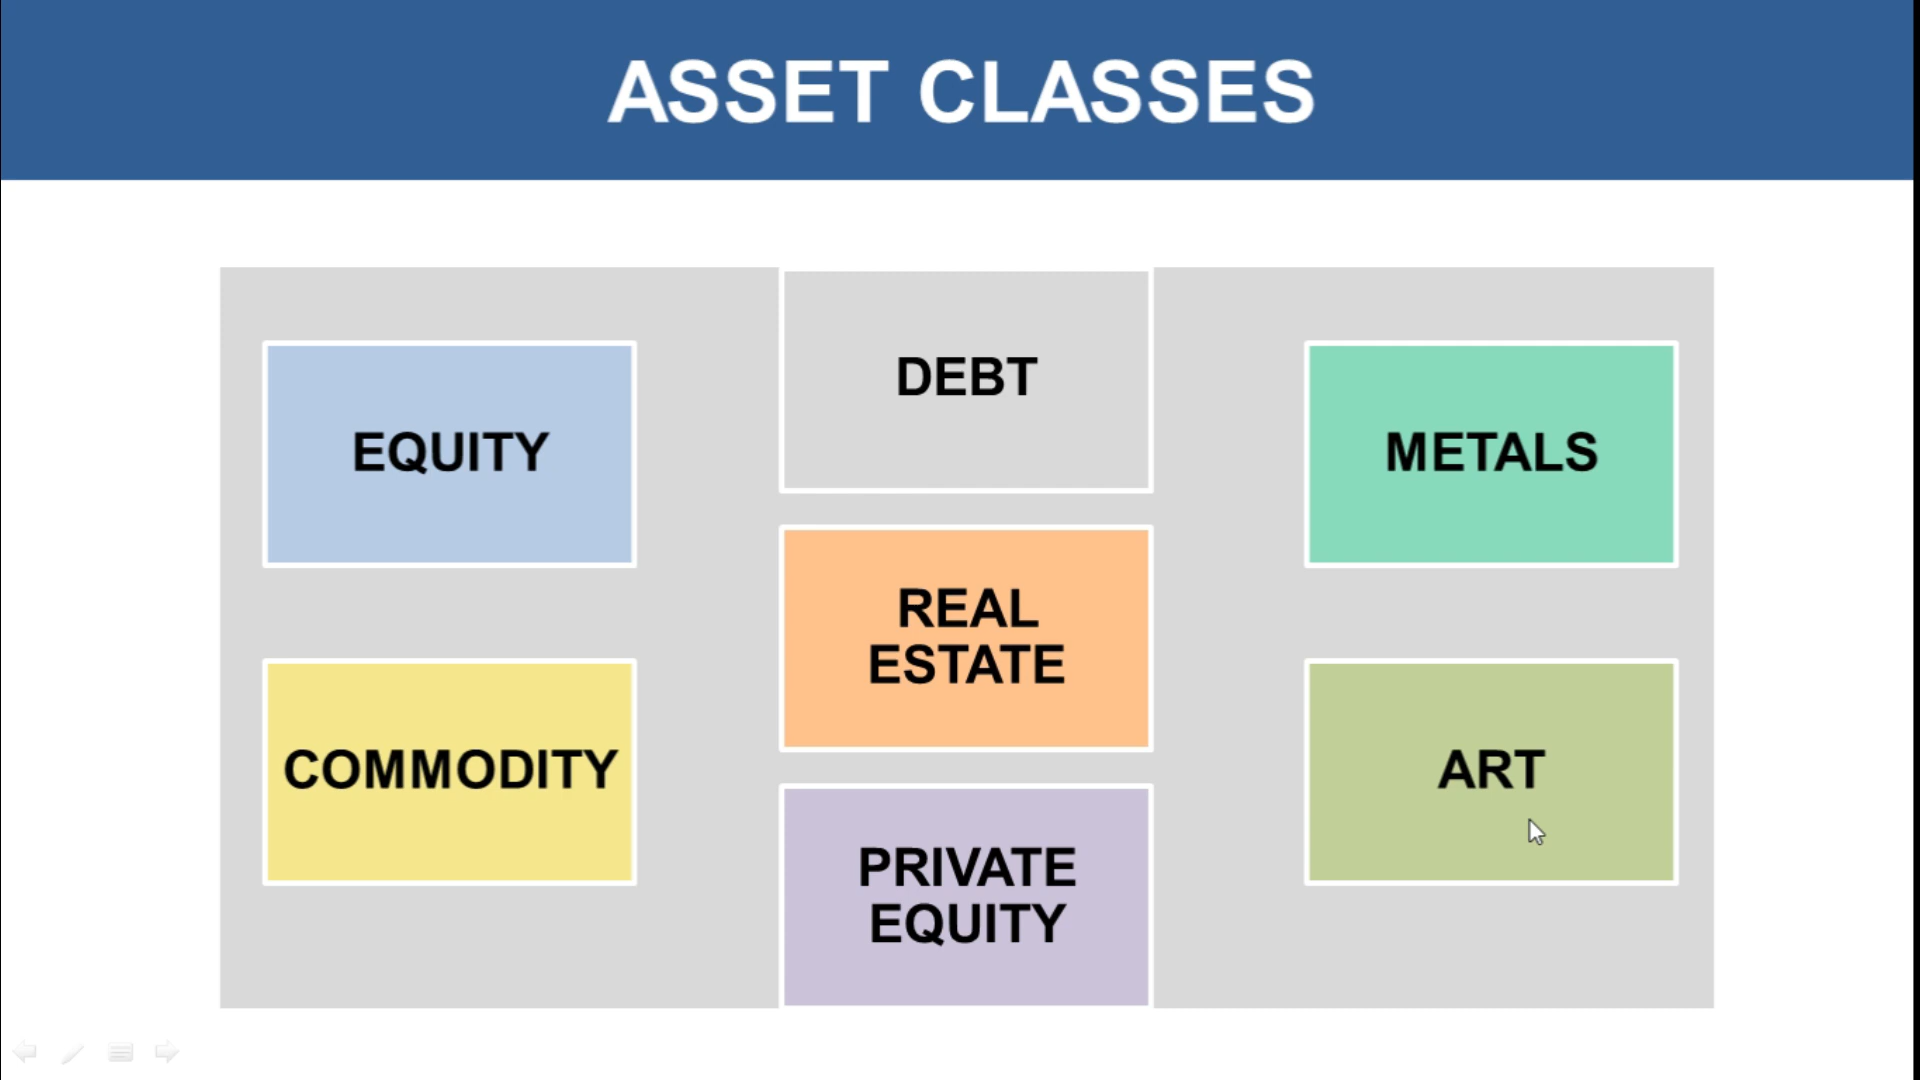 ASSET CLASSES
EQUITY
DEBT
METALS
REAL
ESTATE
COMMODITY
ART
PRIVATE
EQUITY